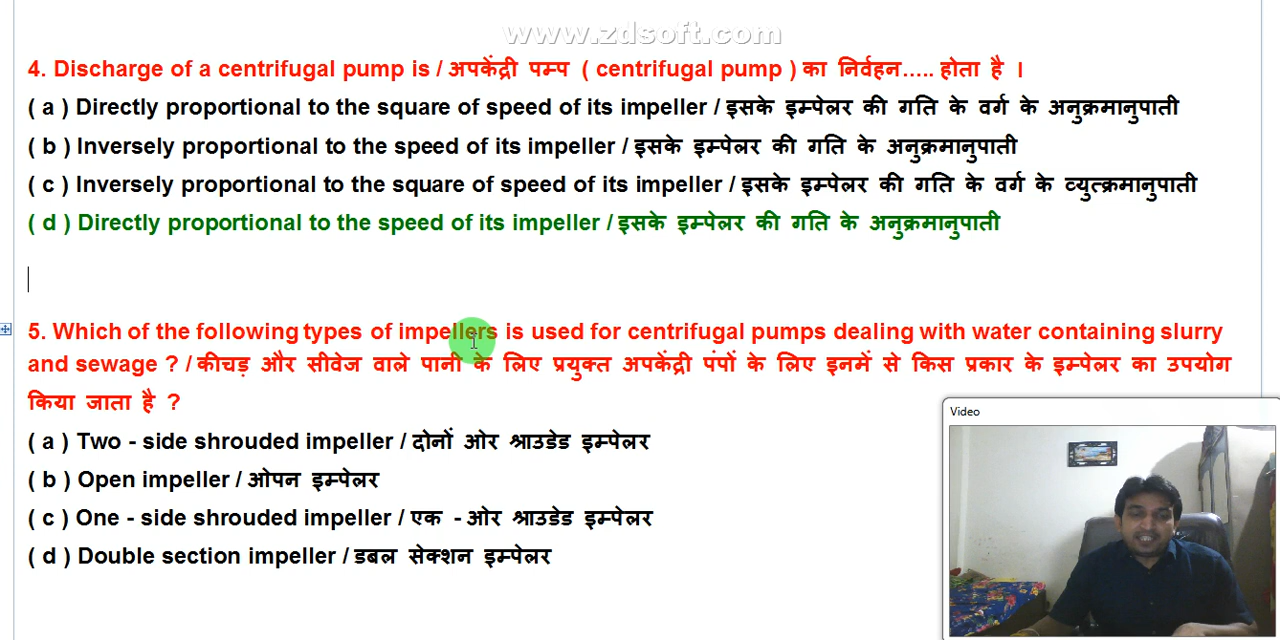 www.zdsoft.com
4. Discharge of a centrifugal pump is / अपकेंद्री पम्प ( centrifugal pump ) का निर्वहन..... होता है ।
( a ) Directly proportional to the square of speed of its impeller / इसके इम्पेलर की गति के वर्ग के अनुक्रमानुपाती
( b ) Inversely proportional to the speed of its impeller / इसके इम्पेलर की गति के अनुक्रमानुपाती
( c ) Inversely proportional to the square of speed of its impeller / इसके इम्पेलर की गति के वर्ग के व्युत्क्रमानुपाती
( d ) Directly proportional to the speed of its impeller / इसके इम्पेलर की गति के अनुक्रमानुपाती
5. Which of the following types of impellers is used for centrifugal pumps dealing with water containing slurry
and sewage ? / कीचड़ और सीवेज वाले पानी के लिए प्रयुक्त अपकेंद्री पंपों के लिए इनमें से किस प्रकार के इम्पेलर का उपयोग
किया जाता है ?
( a ) Two - side shrouded impeller / दोनों ओर श्राउडेड इम्पेलर
( b ) Open impeller / ओपन इम्पेलर
( c ) One - side shrouded impeller / एक - ओर श्राउडेड इम्पेलर
( d ) Double section impeller / डबल सेक्शन इम्पेलर
Video